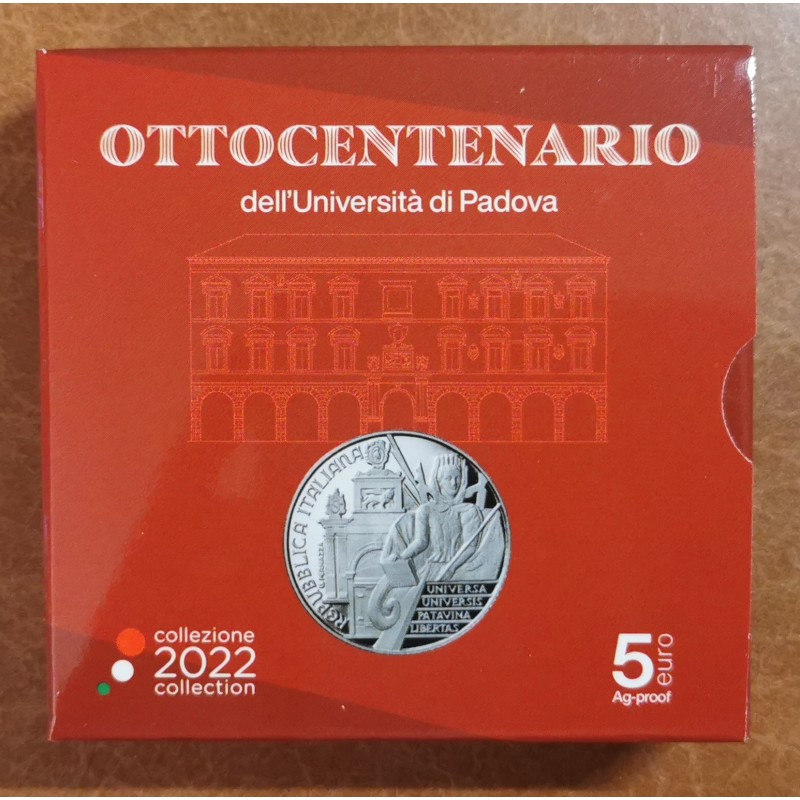 OTTOCENTENARIO
dell'Università di Padova
REPUBBLICA ITALIANA
UNIVERSA
UNIVERSIS
PATAVINA
LIBERTAS
collezione
2022
collection
5 euro
Ag-proof